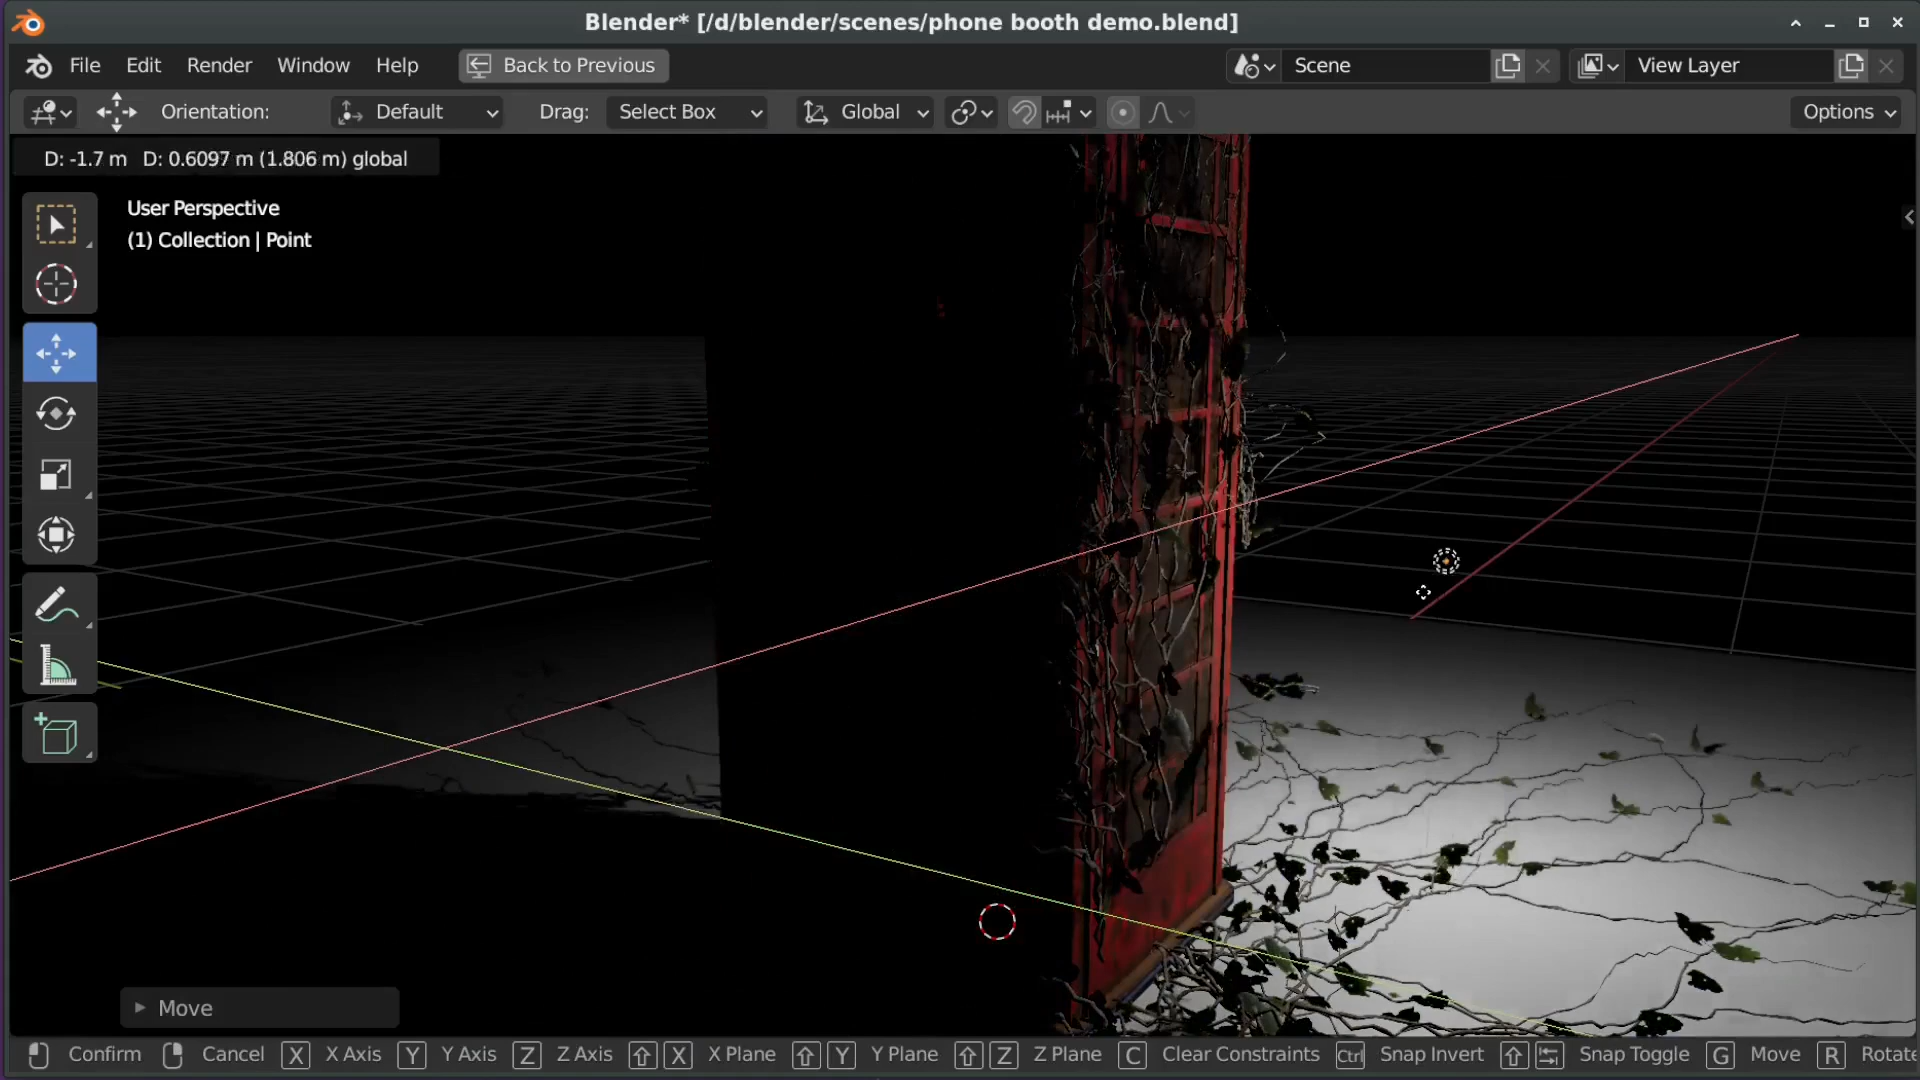 Blender* [/d/blender/scenes/phone booth demo.blend]
File Edit Render Window Help Back to Previous Scene View Layer
Orientation: Default Drag: Select Box Global Options
D: -1.7 m D: 0.6097 m (1.806 m) global
User Perspective
(1) Collection | Point
Move
Confirm Cancel X X Axis Y Y Axis Z Z Axis X X Plane Y Y Plane Z Z Plane C Clear Constraints Ctrl Snap Invert Snap Toggle G Move R Rotate